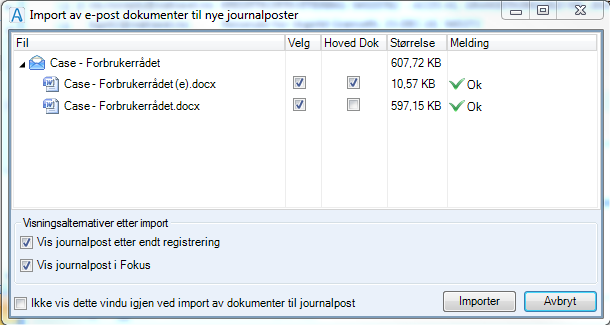 Import av e-post dokumenter til nye journalposter
Fil Velg Hoved Dok Størrelse Melding
Case - Forbrukerrådet 607,72 KB
Case - Forbrukerrådet (e).docx 10,57 KB Ok
Case - Forbrukerrådet.docx 597,15 KB Ok
Visningsalternativer etter import
Vis journalpost etter endt registrering
Vis journalpost i Fokus
Ikke vis dette vindu igjen ved import av dokumenter til journalpost
Importer Avbryt